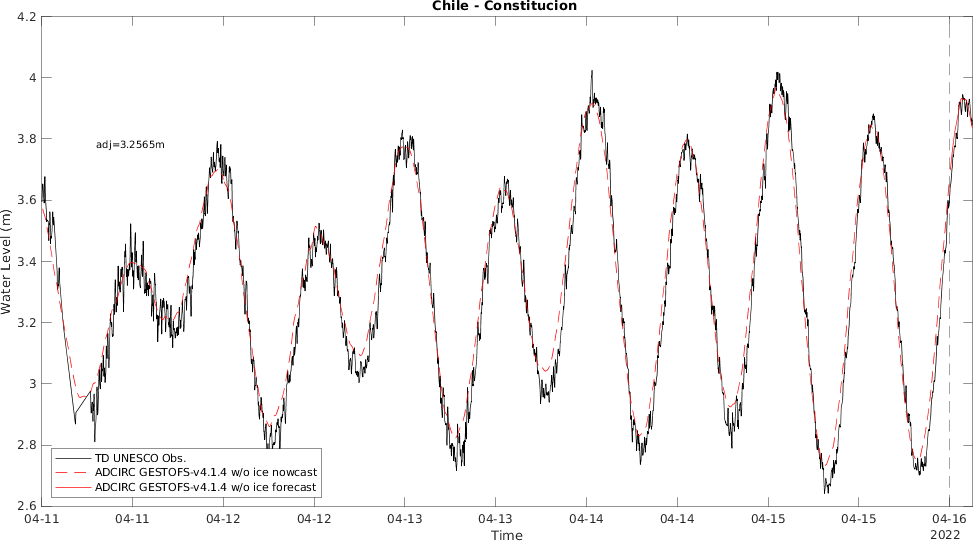 Chile - Constitucion
4.2
4
3.8
3.6
3.4
3.2
3
2.8
2.6
Water Level (m)
adj=3.2565m
TD UNESCO Obs.
ADCIRC GESTOFS-v4.1.4 w/o ice nowcast
ADCIRC GESTOFS-v4.1.4 w/o ice forecast
04-11 04-11 04-12 04-12 04-13 04-13 04-14 04-14 04-15 04-15 04-16
Time
2022